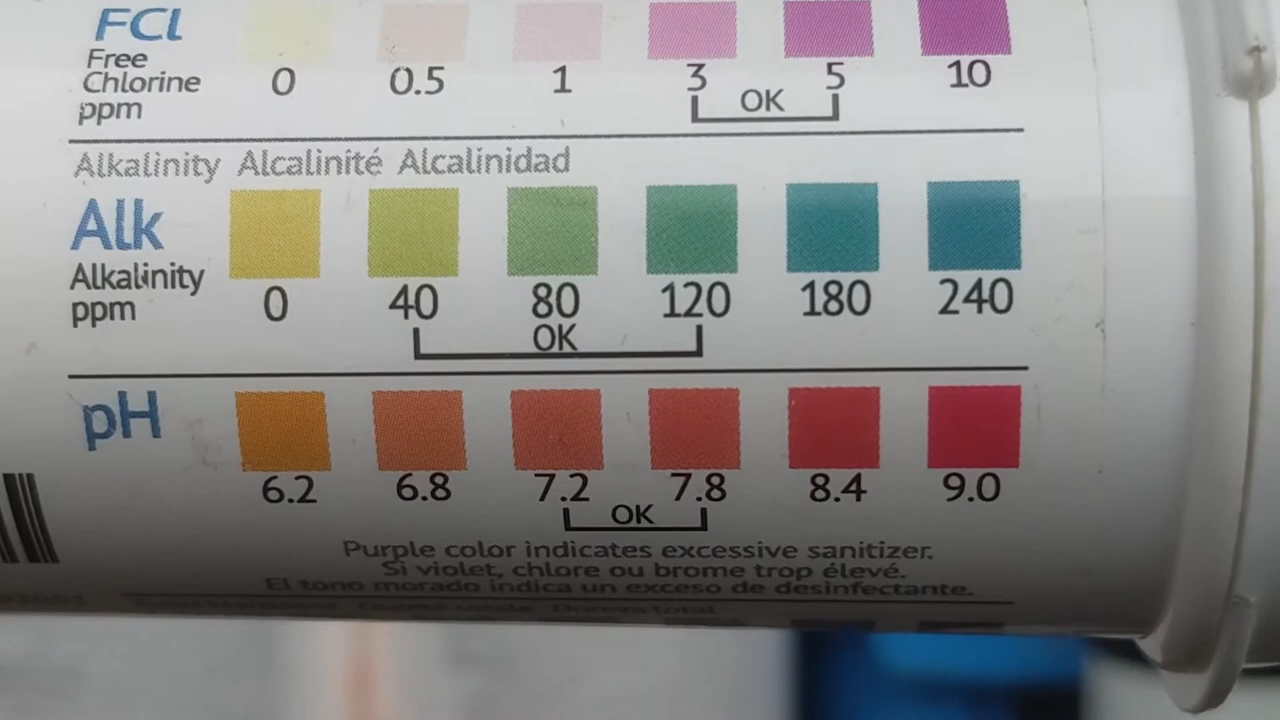 FCl
Free
Chlorine
ppm
0 0.5 1 3 5 10
OK
Alkalinity Alcalinité Alcalinidad
Alk
Alkalinity
ppm
0 40 80 120 180 240
OK
pH
6.2 6.8 7.2 7.8 8.4 9.0
OK
Purple color indicates excessive sanitizer.
Si violet, chlore ou brome trop élevé.
El tono morado indica un exceso de desinfectante.